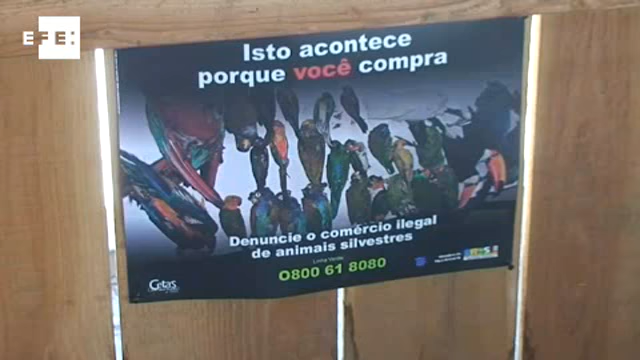 EFE:
Isto acontece
porque você compra
Denuncie o comércio ilegal
de animais silvestres
Linha Verde
0800 61 8080
Cetas